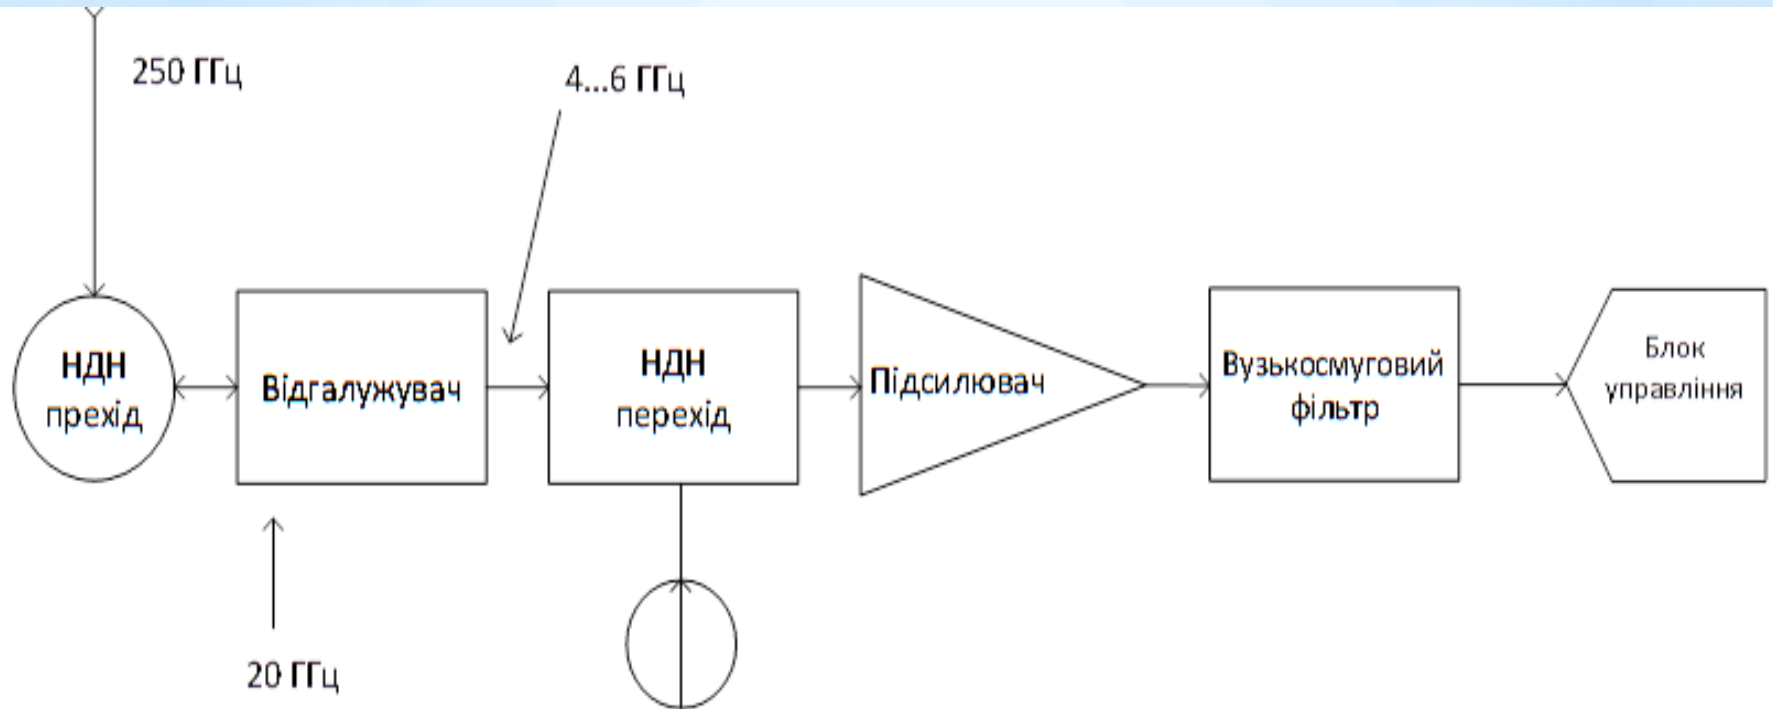 250 ГГц
4...6 ГГц
НДН
прехід
Відгалужувач
НДН
перехід
Підсилювач
Вузькосмуговий
фільтр
Блок
управління
20 ГГц